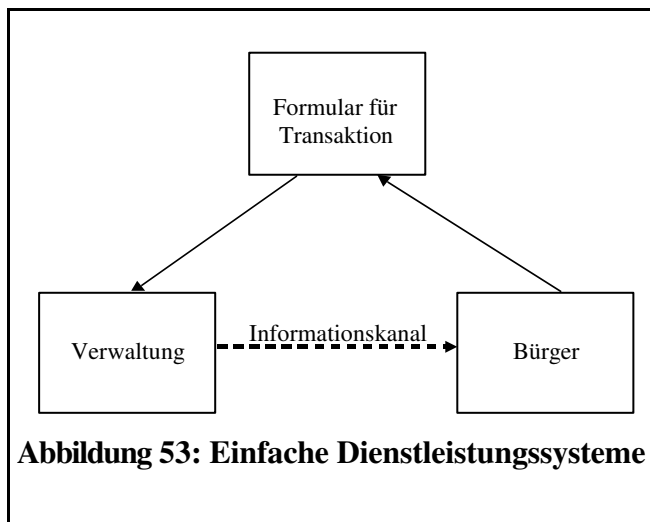 Formular für
Transaktion
Verwaltung
Informationskanal
Bürger
Abbildung 53: Einfache Dienstleistungssysteme